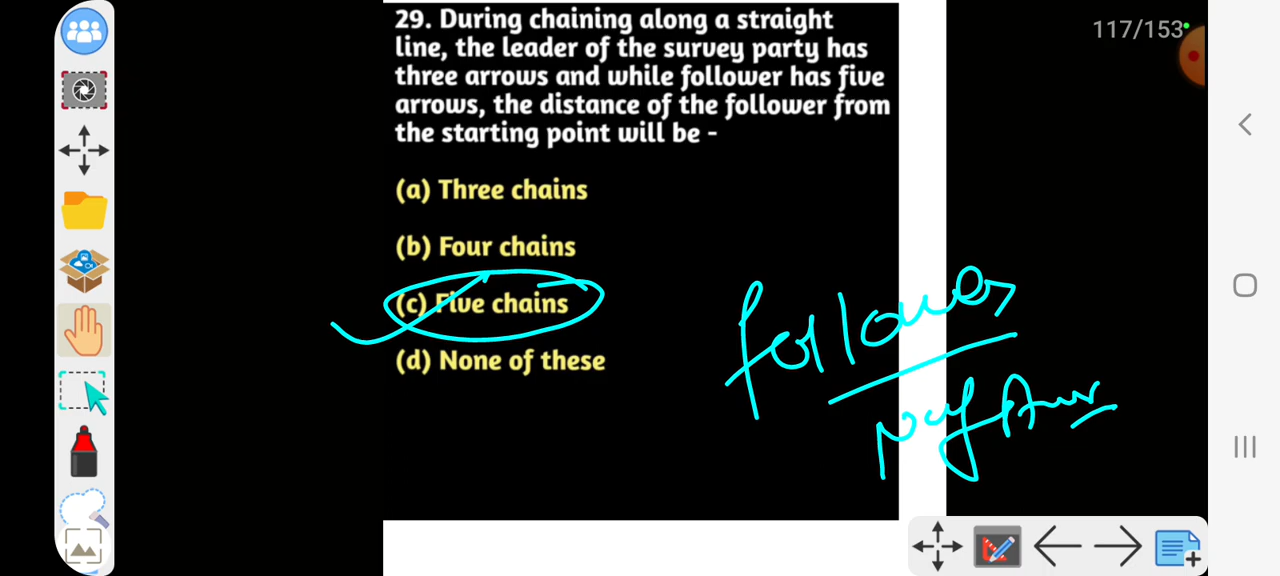 117/153
29. During chaining along a straight
line, the leader of the survey party has
three arrows and while follower has five
arrows, the distance of the follower from
the starting point will be -
(a) Three chains
(b) Four chains
(c) Five chains
(d) None of these
follower